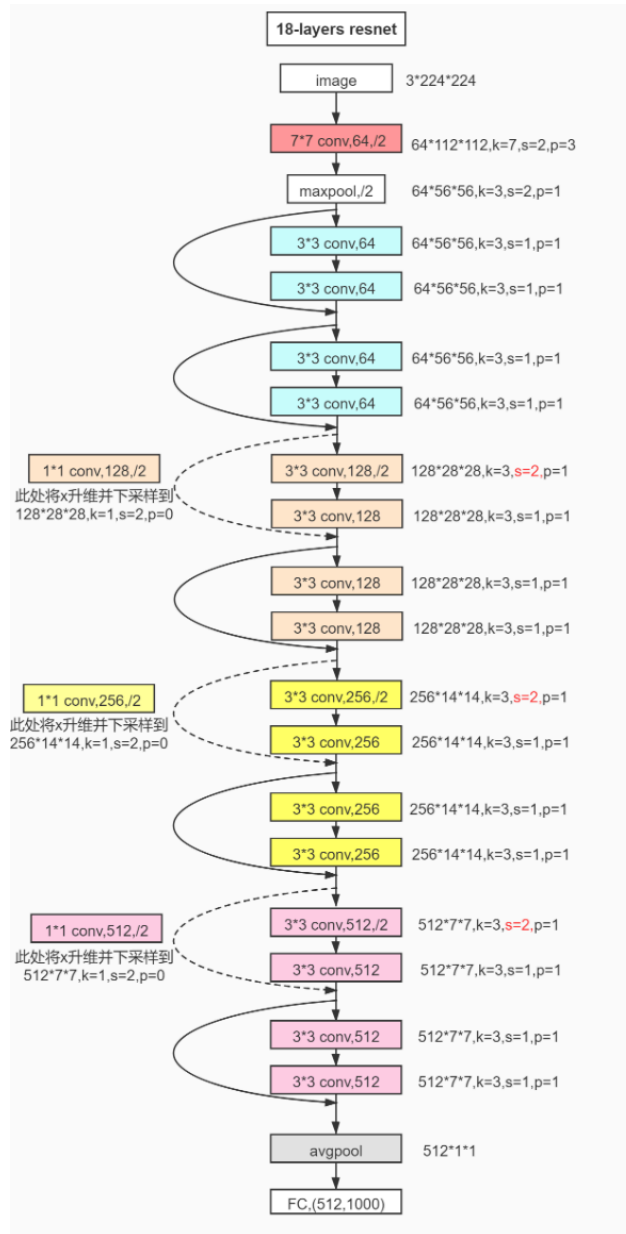 18-layers resnet
image 3*224*224
7*7 conv,64,/2 64*112*112,k=7,s=2,p=3
maxpool,/2 64*56*56,k=3,s=2,p=1
3*3 conv,64 64*56*56,k=3,s=1,p=1
3*3 conv,64 64*56*56,k=3,s=1,p=1
3*3 conv,64 64*56*56,k=3,s=1,p=1
3*3 conv,64 64*56*56,k=3,s=1,p=1
1*1 conv,128,/2 3*3 conv,128,/2 128*28*28,k=3,s=2,p=1
此处将x升维并下采样到
128*28*28,k=1,s=2,p=0
3*3 conv,128 128*28*28,k=3,s=1,p=1
3*3 conv,128 128*28*28,k=3,s=1,p=1
3*3 conv,128 128*28*28,k=3,s=1,p=1
1*1 conv,256,/2 3*3 conv,256,/2 256*14*14,k=3,s=2,p=1
此处将x升维并下采样到
256*14*14,k=1,s=2,p=0
3*3 conv,256 256*14*14,k=3,s=1,p=1
3*3 conv,256 256*14*14,k=3,s=1,p=1
3*3 conv,256 256*14*14,k=3,s=1,p=1
1*1 conv,512,/2 3*3 conv,512,/2 512*7*7,k=3,s=2,p=1
此处将x升维并下采样到
512*7*7,k=1,s=2,p=0
3*3 conv,512 512*7*7,k=3,s=1,p=1
3*3 conv,512 512*7*7,k=3,s=1,p=1
3*3 conv,512 512*7*7,k=3,s=1,p=1
avgpool 512*1*1
FC,(512,1000)